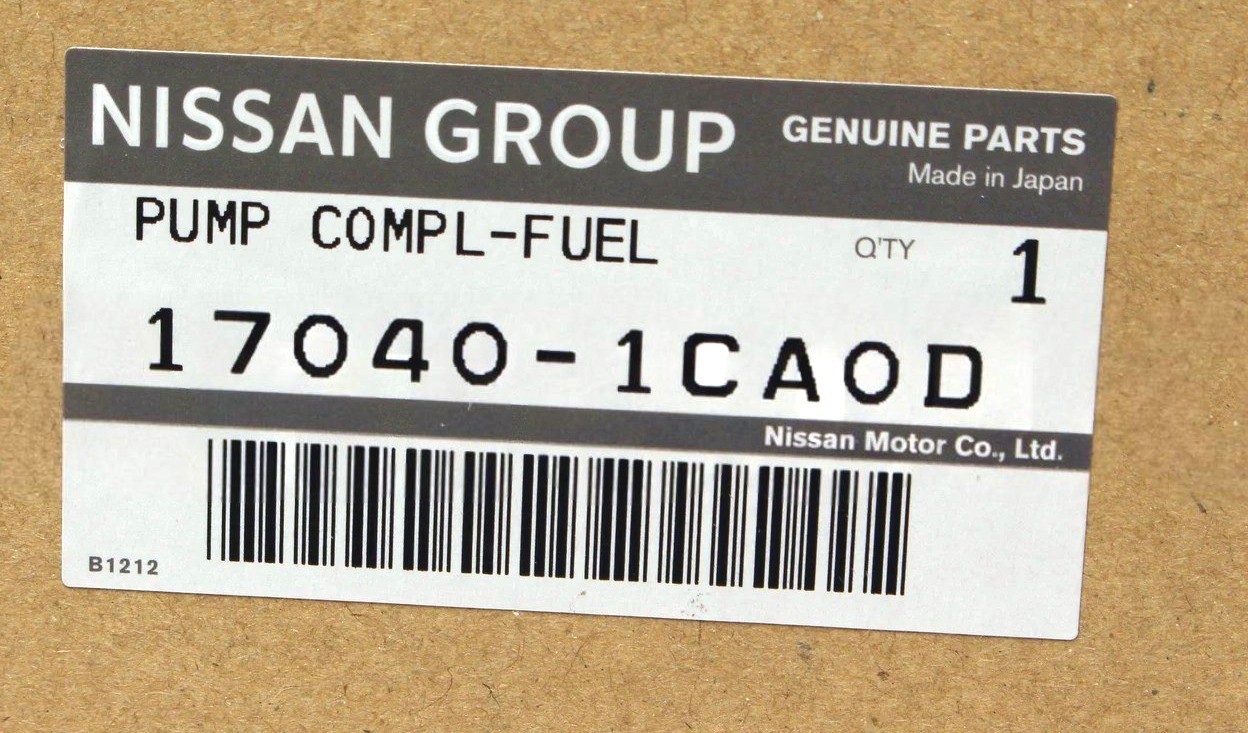 NISSAN GROUP
GENUINE PARTS
Made in Japan
PUMP COMPL-FUEL
Q'TY 1
17040-1CA0D
Nissan Motor Co., Ltd.
B1212